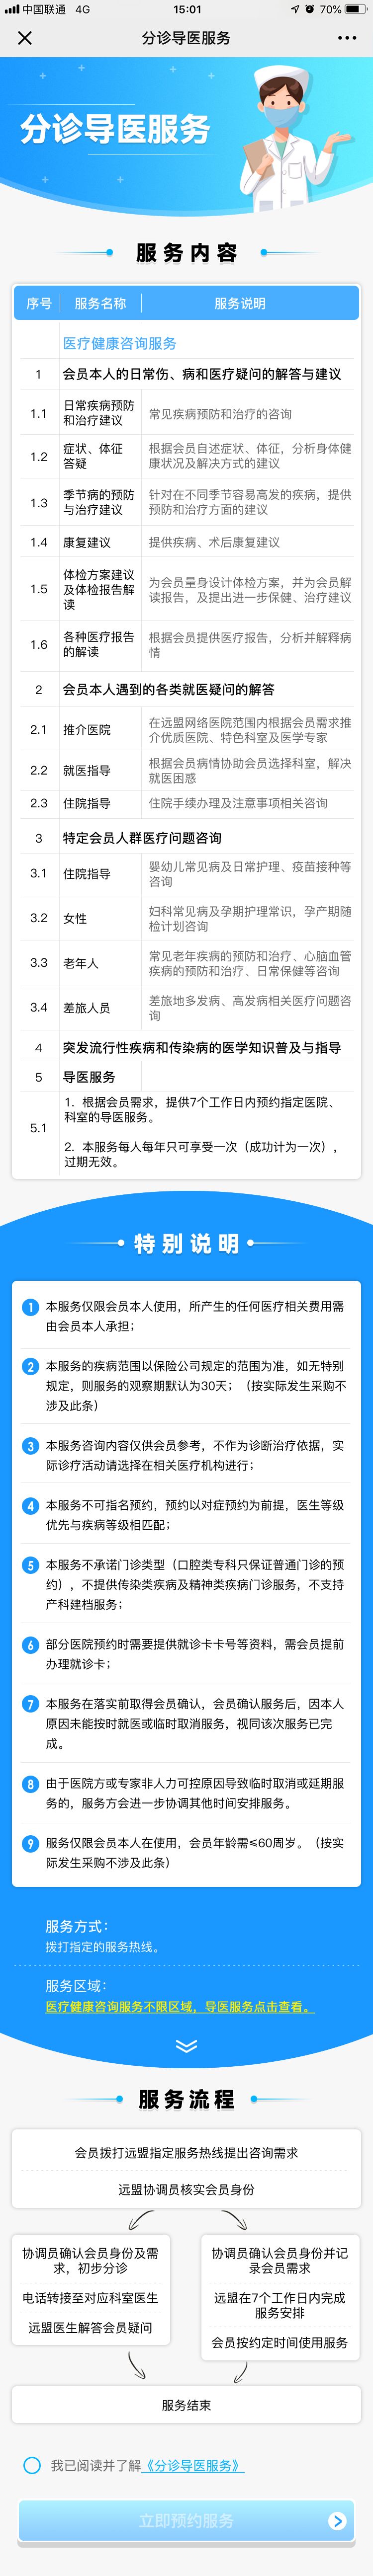 中国联通 4G
15:01
70%
分诊导医服务
分诊导医服务
服务内容
序号 服务名称 服务说明
医疗健康咨询服务
1 会员本人的日常伤、病和医疗疑问的解答与建议
1.1 日常疾病预防
和治疗建议
常见疾病预防和治疗的咨询
1.2 症状、体征
答疑
根据会员自述症状、体征，分析身体健
康状况及解决方式的建议
1.3 季节病的预防
与治疗建议
针对在不同季节容易高发的疾病，提供
预防和治疗方面的建议
1.4 康复建议 提供疾病、术后康复建议
1.5 体检方案建议
及体检报告解
读
为会员量身设计体检方案，并为会员解
读报告，及提出进一步保健、治疗建议
1.6 各种医疗报告
的解读
根据会员提供医疗报告，分析并解释病
情
2 会员本人遇到的各类就医疑问的解答
2.1 推介医院
在远盟网络医院范围内根据会员需求推
介优质医院、特色科室及医学专家
2.2 就医指导
根据会员病情协助会员选择科室，解决
就医困惑
2.3 住院指导 住院手续办理及注意事项相关咨询
3 特定会员人群医疗问题咨询
3.1 住院指导
婴幼儿常见病及日常护理、疫苗接种等
咨询
3.2 女性
妇科常见病及孕期护理常识，孕产期随
检计划咨询
3.3 老年人
常见老年疾病的预防和治疗、心脑血管
疾病的预防和治疗、日常保健等咨询
3.4 差旅人员
差旅地多发病、高发病相关医疗问题咨
询
4 突发流行性疾病和传染病的医学知识普及与指导
5 导医服务
5.1
1. 根据会员需求，提供7个工作日内预约指定医院、
科室的导医服务。
2. 本服务每人每年只可享受一次（成功计为一次），
过期无效。
特别说明
1 本服务仅限会员本人使用，所产生的任何医疗相关费用需
由会员本人承担；
2 本服务的疾病范围以保险公司规定的范围为准，如无特别
规定，则服务的观察期默认为30天；（按实际发生采购不
涉及此条）
3 本服务咨询内容仅供会员参考，不作为诊断治疗依据，实
际诊疗活动请选择在相关医疗机构进行；
4 本服务不可指名预约，预约以对症预约为前提，医生等级
优先与疾病等级相匹配；
5 本服务不承诺门诊类型（口腔类专科只保证普通门诊的预
约），不提供传染类疾病及精神类疾病门诊服务，不支持
产科建档服务；
6 部分医院预约时需要提供就诊卡卡号等资料，需会员提前
办理就诊卡；
7 本服务在落实前取得会员确认，会员确认服务后，因本人
原因未能按时就医或临时取消服务，视同该次服务已完
成。
8 由于医院方或专家非人力可控原因导致临时取消或延期服
务的，服务方会进一步协调其他时间安排服务。
9 服务仅限会员本人在使用，会员年龄需≤60周岁。（按实
际发生采购不涉及此条）
服务方式：
拨打指定的服务热线。
服务区域：
医疗健康咨询服务不限区域，导医服务点击查看。
服务流程
会员拨打远盟指定服务热线提出咨询需求
远盟协调员核实会员身份
协调员确认会员身份及需
求，初步分诊
电话转接至对应科室医生
远盟医生解答会员疑问
协调员确认会员身份并记
录会员需求
远盟在7个工作日内完成
服务安排
会员按约定时间使用服务
服务结束
我已阅读并了解《分诊导医服务》
立即预约服务